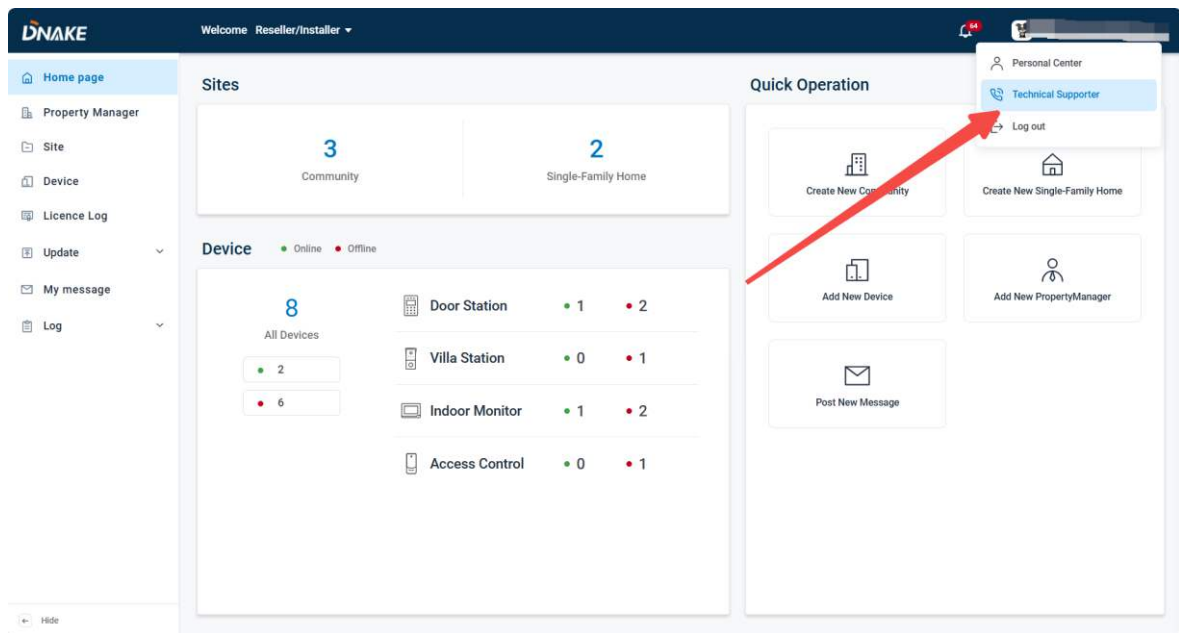 DNAKE
Welcome Reseller/Installer
64
Home page
Property Manager
Site
Device
Licence Log
Update
My message
Log
Hide
Sites
3
Community
2
Single-Family Home
Device
Online
Offline
8
All Devices
2
6
Door Station 1 2
Villa Station 0 1
Indoor Monitor 1 2
Access Control 0 1
Quick Operation
Personal Center
Technical Supporter
Log out
Create New Single-Family Home
Add New Device
Add New PropertyManager
Post New Message
Create New